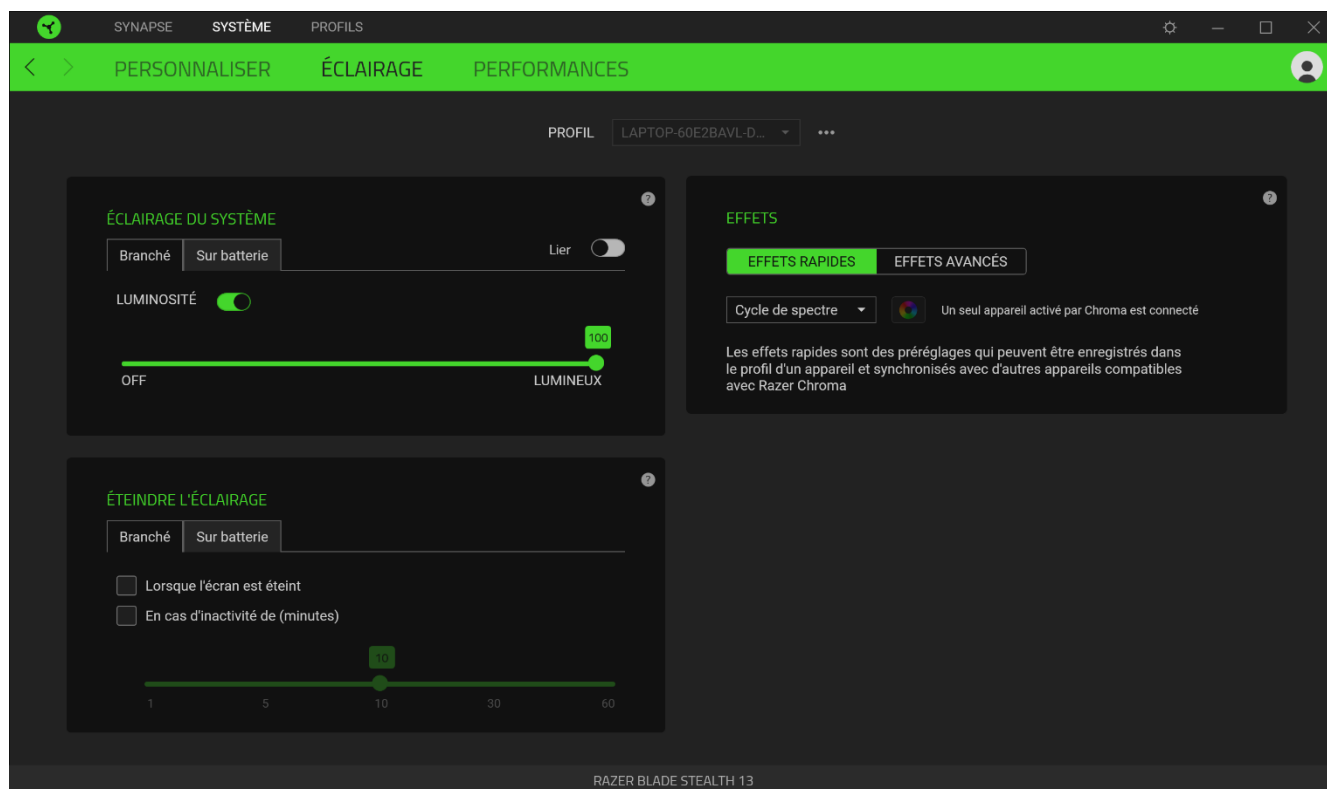 SYNAPSE SYSTÈME PROFILS
PERSONNALISER ÉCLAIRAGE PERFORMANCES
PROFIL LAPTOP-60E2BAVL-D...
ÉCLAIRAGE DU SYSTÈME
Branché Sur batterie Lier
LUMINOSITÉ
100
OFF LUMINEUX
EFFETS
EFFETS RAPIDES EFFETS AVANCÉS
Cycle de spectre Un seul appareil activé par Chroma est connecté
Les effets rapides sont des préréglages qui peuvent être enregistrés dans
le profil d'un appareil et synchronisés avec d'autres appareils compatibles
avec Razer Chroma
ÉTEINDRE L'ÉCLAIRAGE
Branché Sur batterie
Lorsque l'écran est éteint
En cas d'inactivité de (minutes)
10
1 5 10 30 60
RAZER BLADE STEALTH 13